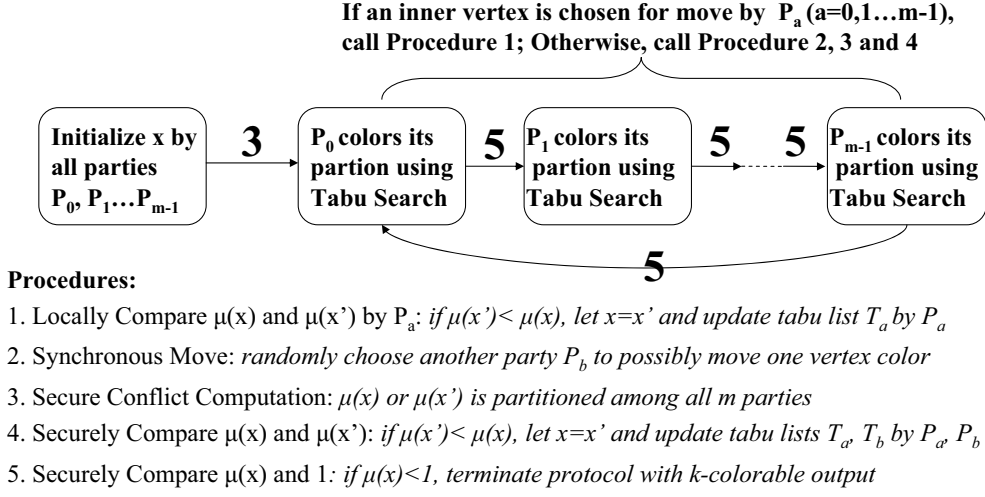 If an inner vertex is chosen for move by P_a (a=0,1…m-1),
call Procedure 1; Otherwise, call Procedure 2, 3 and 4
Initialize x by
all parties
P_0, P_1…P_m-1
3
P_0 colors its
partion using
Tabu Search
5
P_1 colors its
partion using
Tabu Search
5
5
P_m-1 colors its
partion using
Tabu Search
5
Procedures:
1. Locally Compare μ(x) and μ(x') by P_a: if μ(x')< μ(x), let x=x' and update tabu list T_a by P_a
2. Synchronous Move: randomly choose another party P_b to possibly move one vertex color
3. Secure Conflict Computation: μ(x) or μ(x') is partitioned among all m parties
4. Securely Compare μ(x) and μ(x'): if μ(x')< μ(x), let x=x' and update tabu lists T_a, T_b by P_a, P_b
5. Securely Compare μ(x) and 1: if μ(x)<1, terminate protocol with k-colorable output